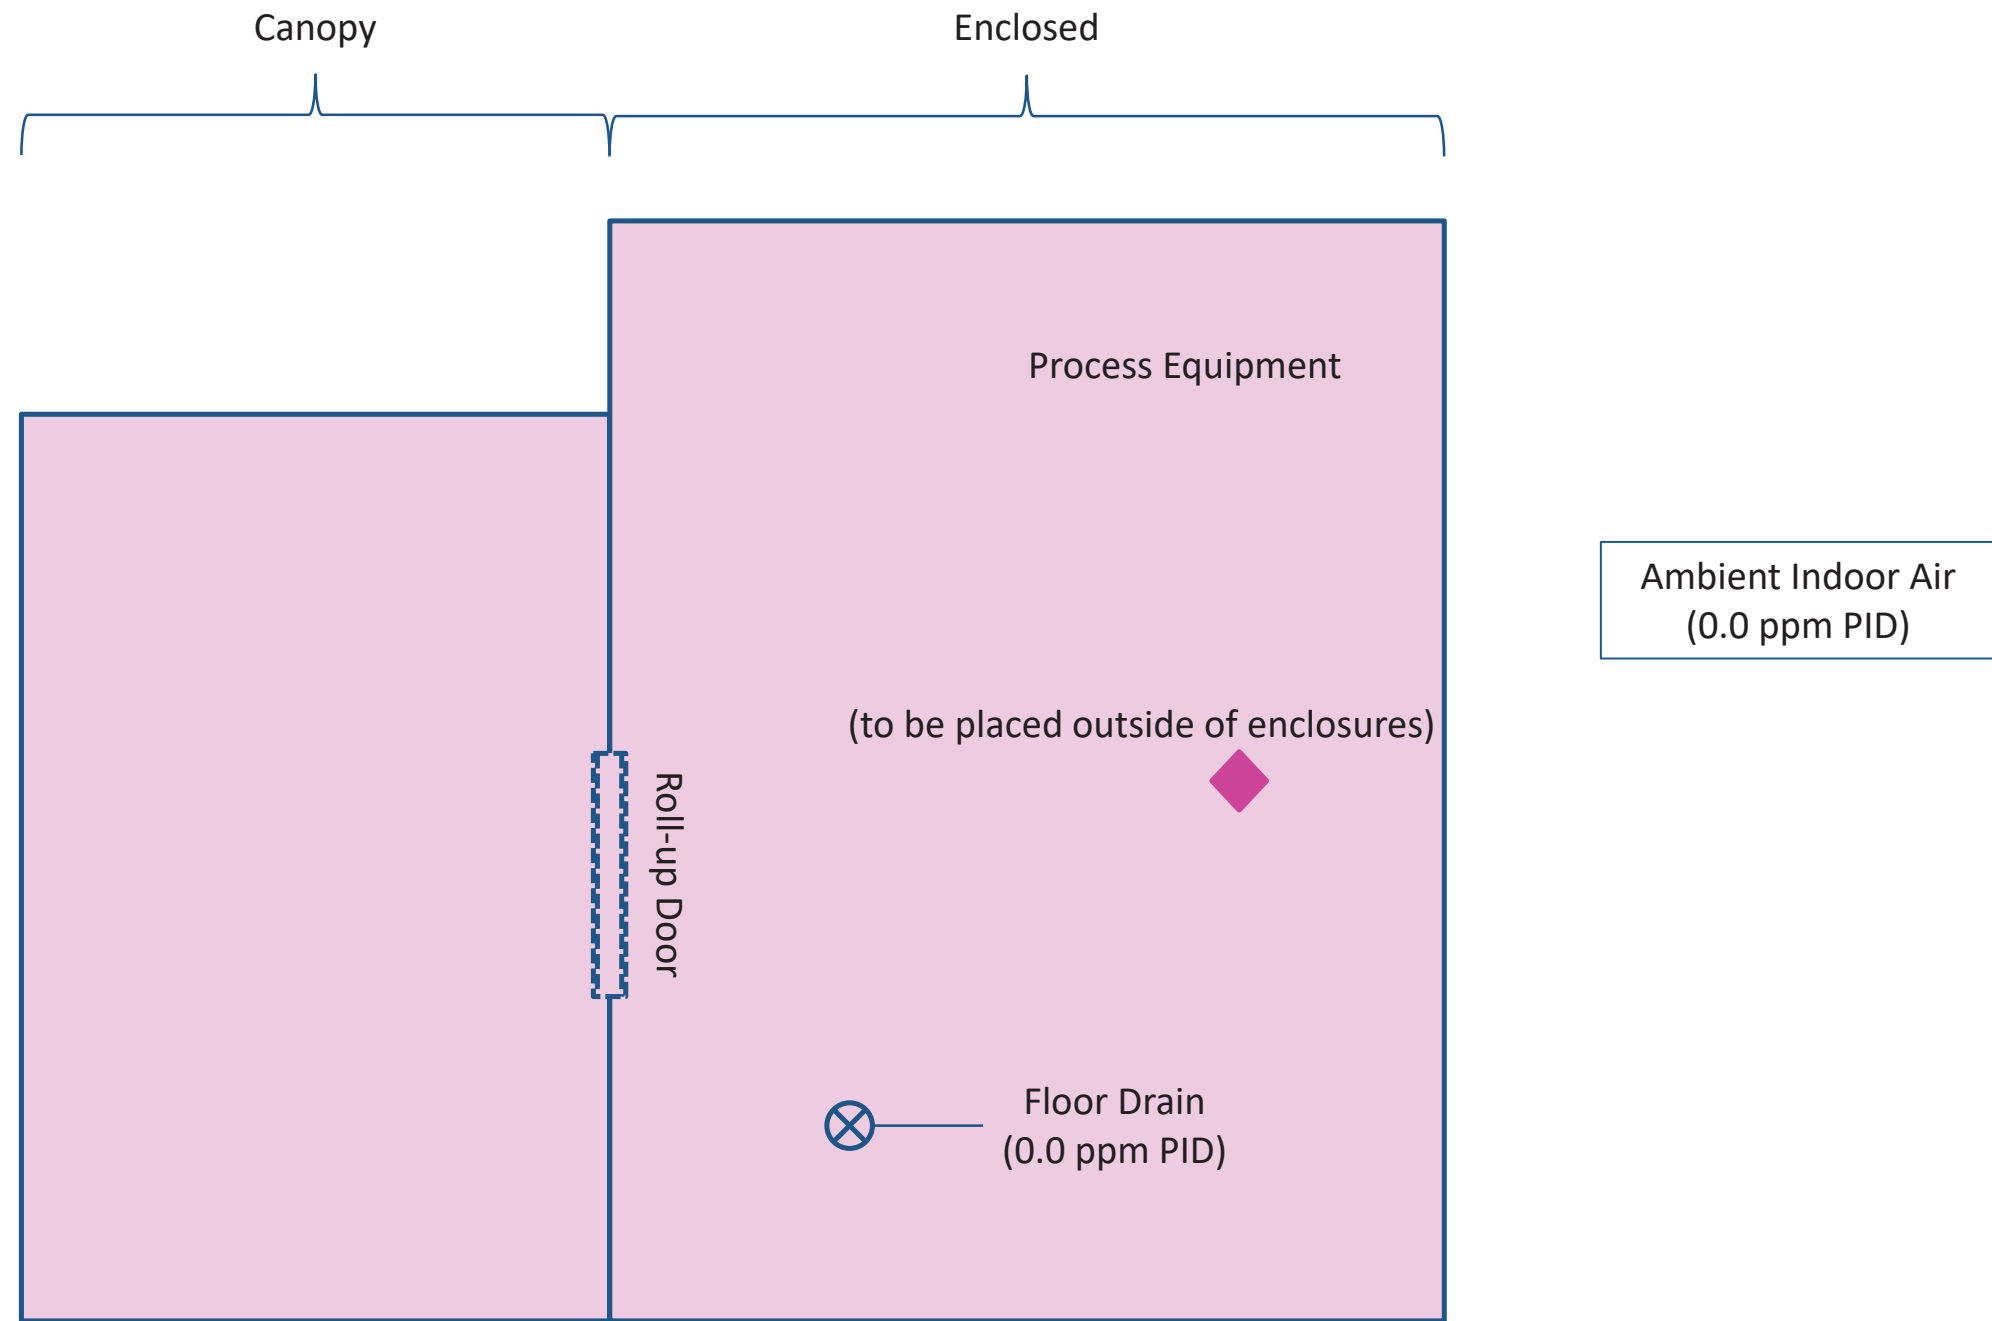 Canopy
Enclosed
Process Equipment
Ambient Indoor Air
(0.0 ppm PID)
(to be placed outside of enclosures)
Roll-up Door
Floor Drain
(0.0 ppm PID)